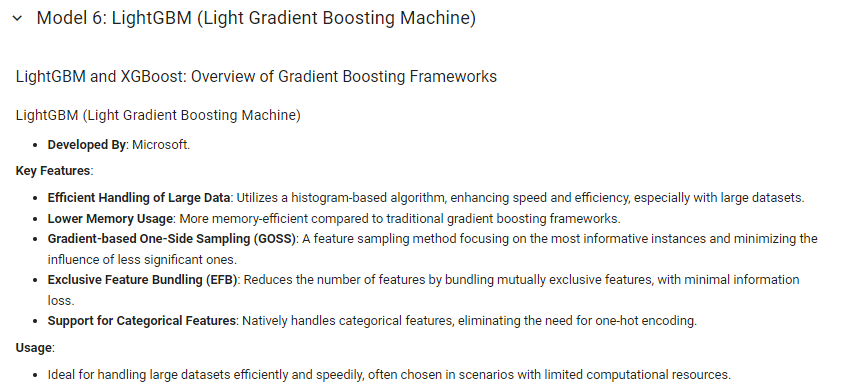 Model 6: LightGBM (Light Gradient Boosting Machine)
LightGBM and XGBoost: Overview of Gradient Boosting Frameworks
LightGBM (Light Gradient Boosting Machine)
• Developed By: Microsoft.
Key Features:
• Efficient Handling of Large Data: Utilizes a histogram-based algorithm, enhancing speed and efficiency, especially with large datasets.
• Lower Memory Usage: More memory-efficient compared to traditional gradient boosting frameworks.
• Gradient-based One-Side Sampling (GOSS): A feature sampling method focusing on the most informative instances and minimizing the
influence of less significant ones.
• Exclusive Feature Bundling (EFB): Reduces the number of features by bundling mutually exclusive features, with minimal information
loss.
• Support for Categorical Features: Natively handles categorical features, eliminating the need for one-hot encoding.
Usage:
• Ideal for handling large datasets efficiently and speedily, often chosen in scenarios with limited computational resources.